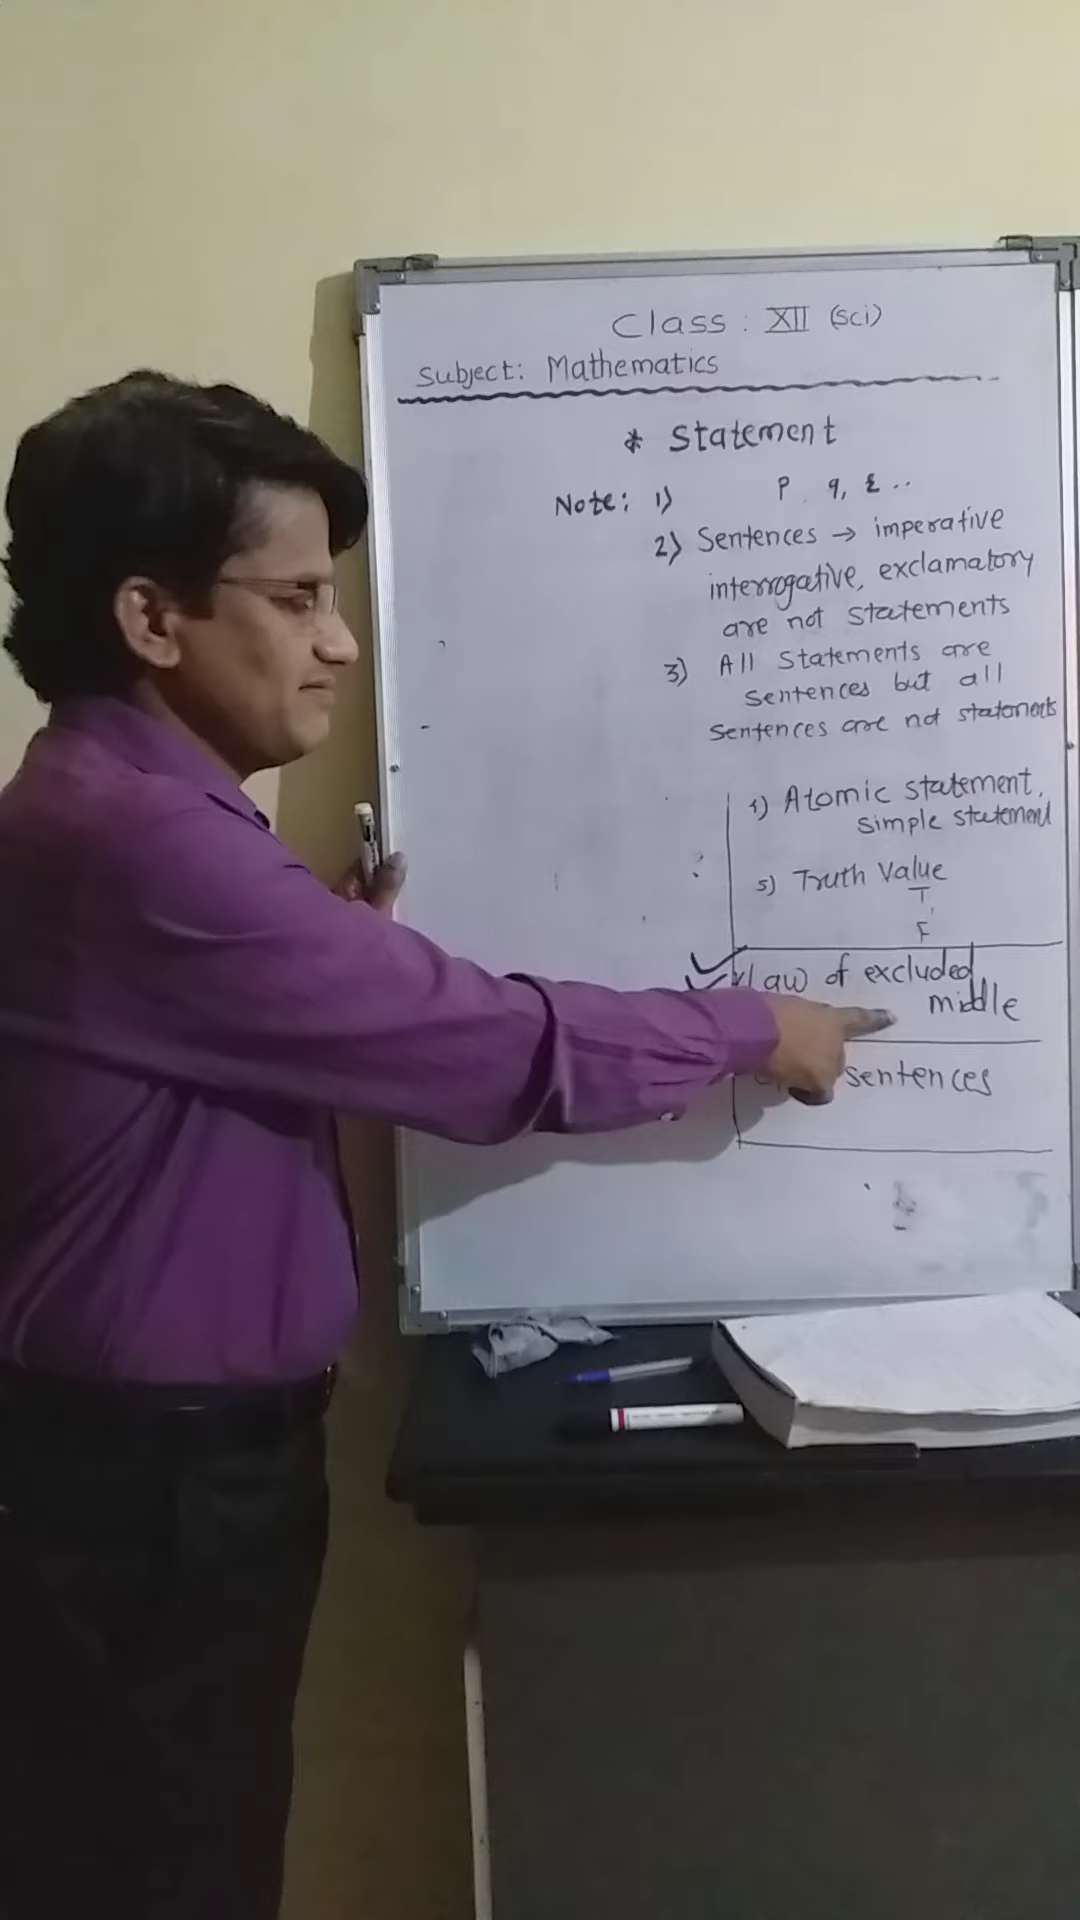 Class : XII (Sci)
Subject: Mathematics
* Statement
Note: 1) p, q, r ..
2) Sentences → imperative
interrogative, exclamatory
are not statements
3) All statements are
sentences but all
sentences are not statements
4) Atomic statement,
simple statement
5) Truth Value
T
F
Law of excluded
middle
sentences